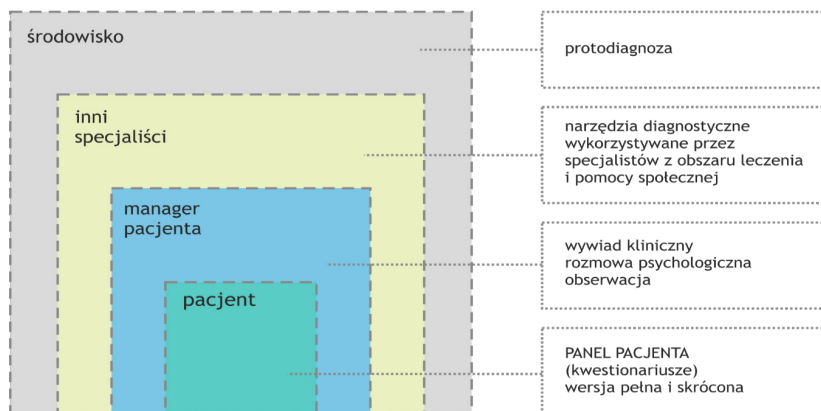 środowisko
protodiagnoza
inni
specjaliści
narzędzia diagnostyczne
wykorzystywane przez
specjalistów z obszaru leczenia
i pomocy społecznej
manager
pacjenta
wywiad kliniczny
rozmowa psychologiczna
obserwacja
pacjent
PANEL PACJENTA
(kwestionariusze)
wersja pełna i skrócona